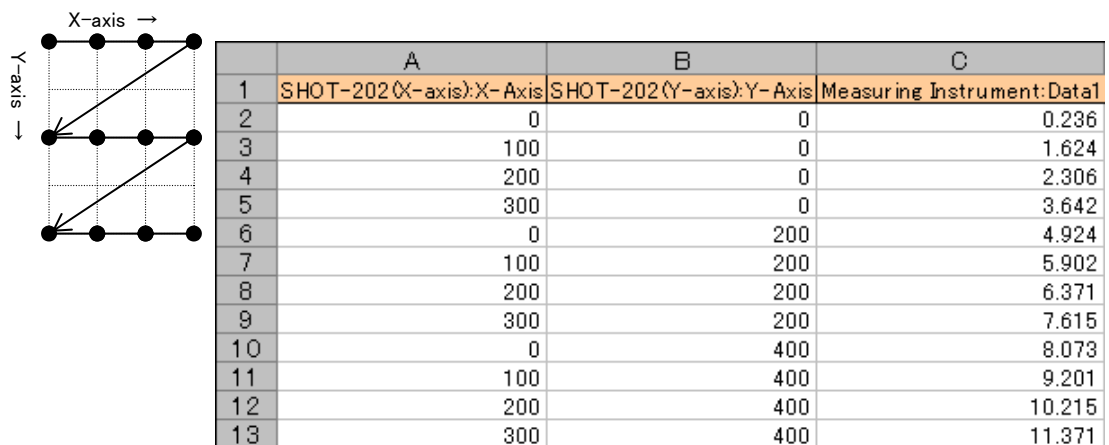 X-axis →
Y-axis →
A B C
1 SHOT-202(X-axis):X-Axis SHOT-202(Y-axis):Y-Axis Measuring Instrument:Data1
2 0 0 0.236
3 100 0 1.624
4 200 0 2.306
5 300 0 3.642
6 0 200 4.924
7 100 200 5.902
8 200 200 6.371
9 300 200 7.615
10 0 400 8.073
11 100 400 9.201
12 200 400 10.215
13 300 400 11.371